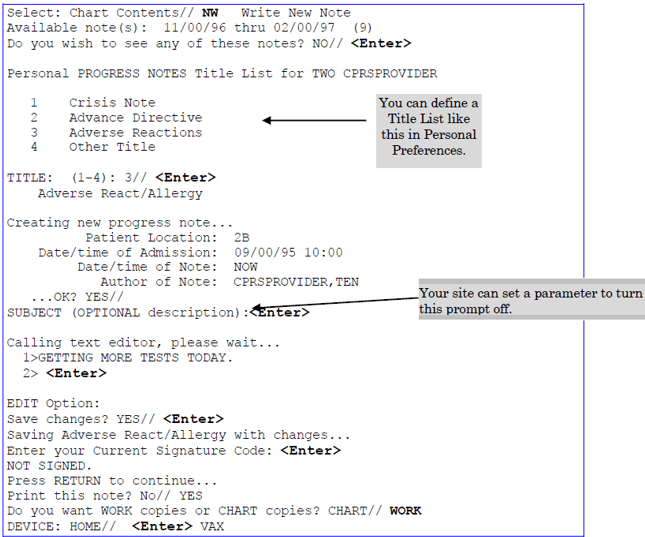 Select: Chart Contents// NW   Write New Note
Available note(s):  11/00/96 thru 02/00/97  (9)
Do you wish to see any of these notes? NO// <Enter>
Personal PROGRESS NOTES Title List for TWO CPRSPROVIDER
1    Crisis Note
2    Advance Directive
3    Adverse Reactions
4    Other Title
You can define a
Title List like
this in Personal
Preferences.
TITLE:  (1-4): 3// <Enter>
Adverse React/Allergy
Creating new progress note...
Patient Location:  2B
Date/time of Admission:  09/00/95 10:00
Date/time of Note:  NOW
Author of Note:  CPRSPROVIDER,TEN
...OK? YES//
SUBJECT (OPTIONAL description):<Enter>
Your site can set a parameter to turn
this prompt off.
Calling text editor, please wait...
1>GETTING MORE TESTS TODAY.
2> <Enter>
EDIT Option:
Save changes? YES// <Enter>
Saving Adverse React/Allergy with changes...
Enter your Current Signature Code: <Enter>
NOT SIGNED.
Press RETURN to continue...
Print this note? No// YES
Do you want WORK copies or CHART copies? CHART// WORK
DEVICE: HOME//  <Enter> VAX